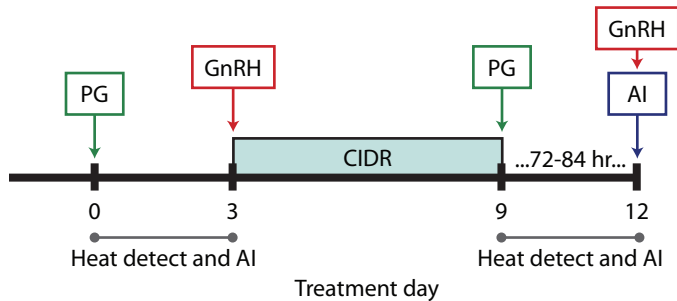 GnRH
PG
GnRH
PG
AI
CIDR
...72-84 hr...
0
3
9
12
Heat detect and AI
Heat detect and AI
Treatment day